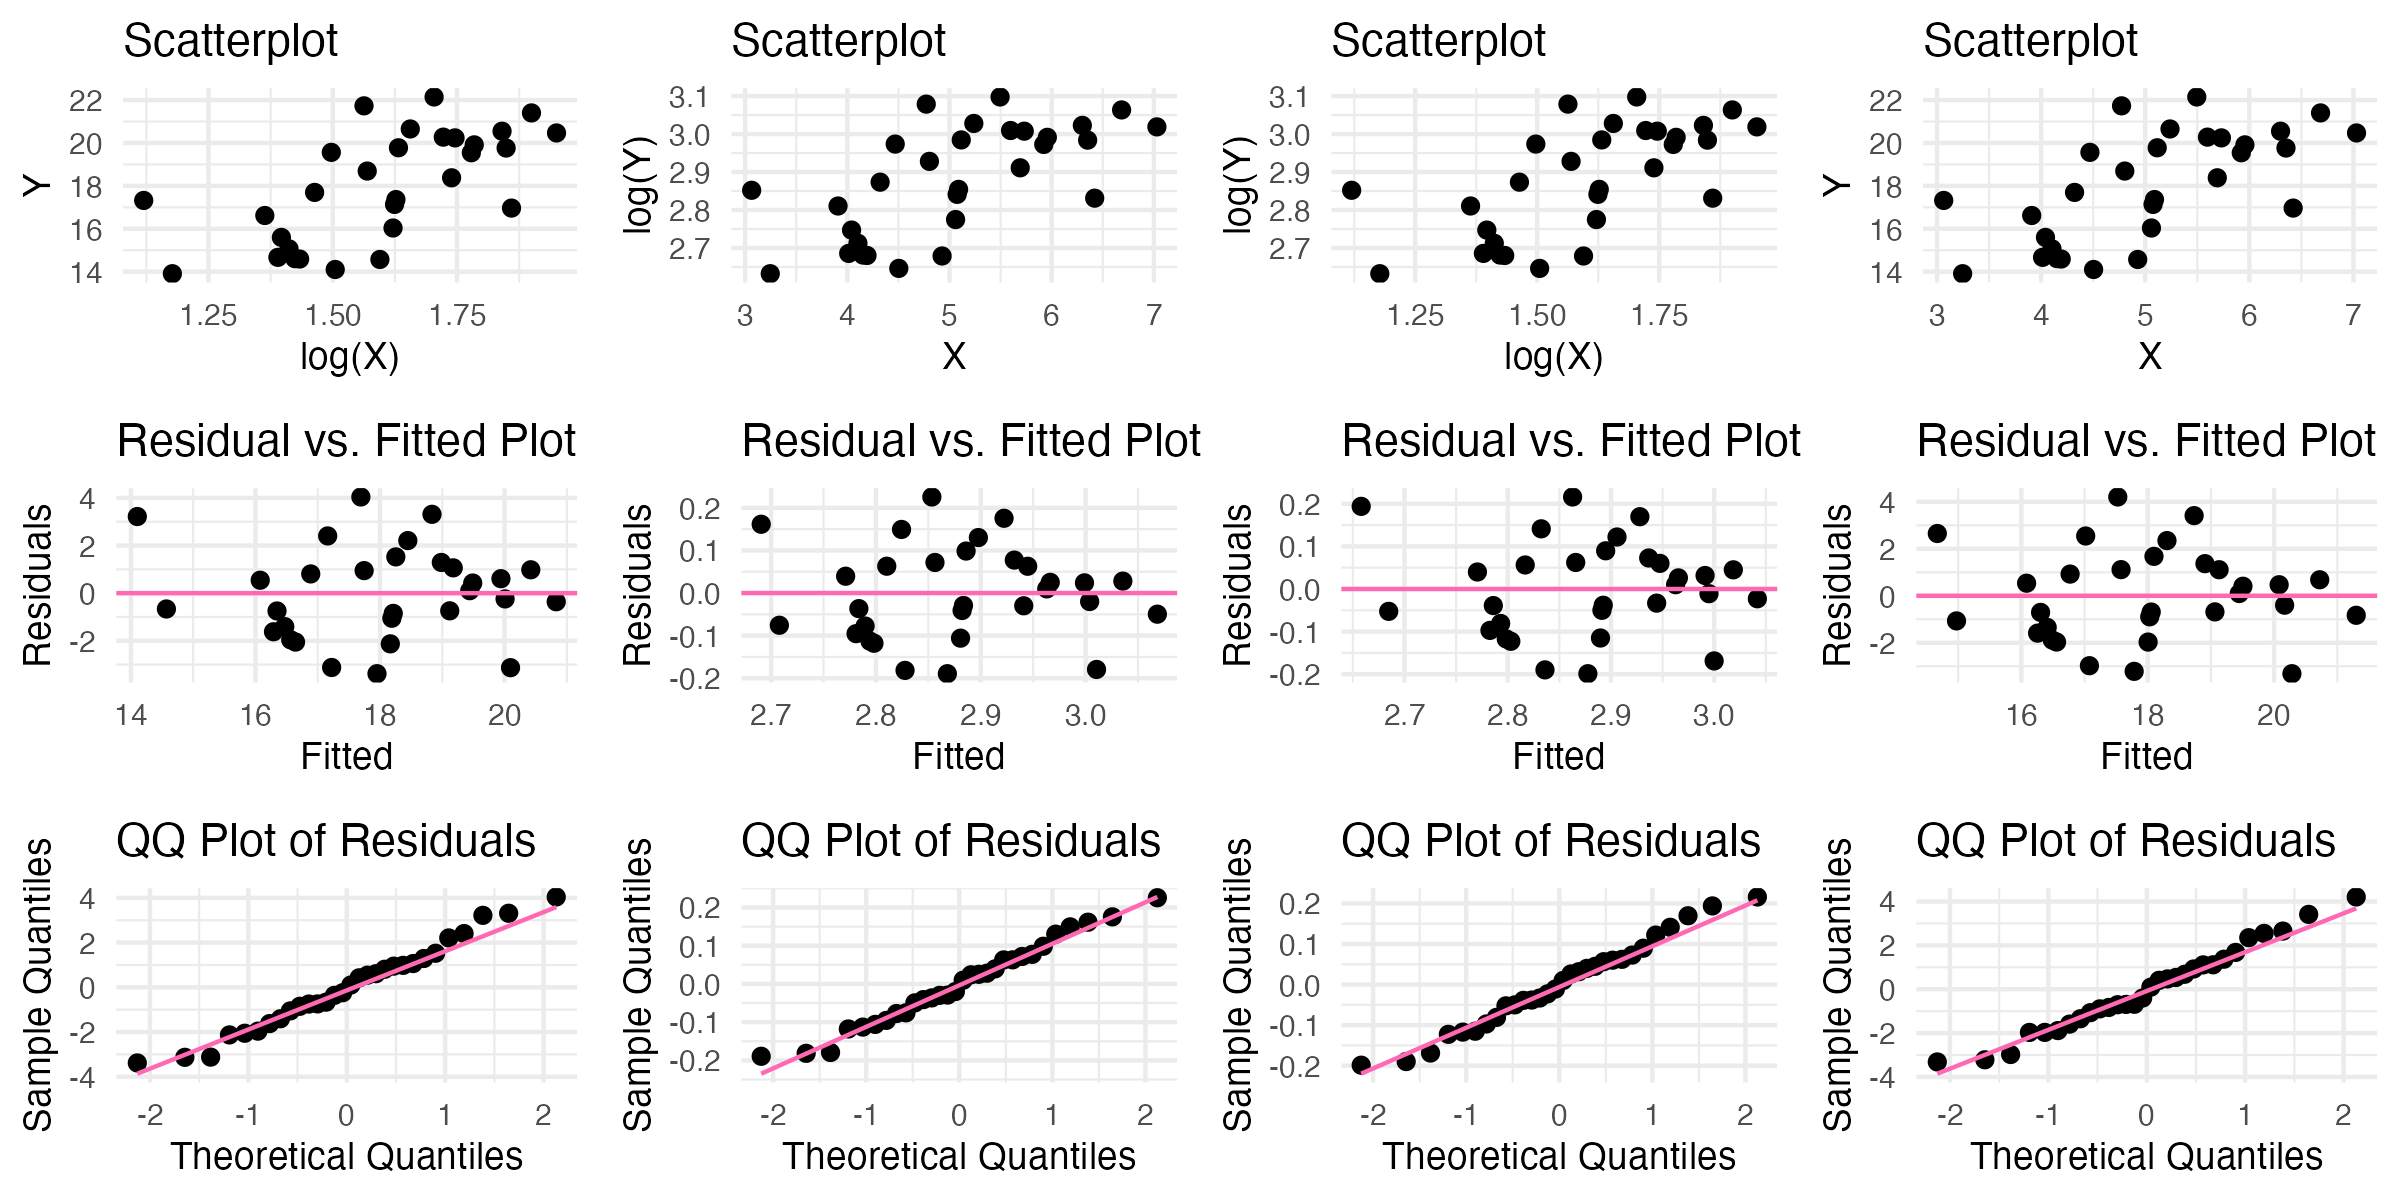 Scatterplot Scatterplot Scatterplot Scatterplot
Y
22
20
18
16
14
1.25 1.50 1.75
log(X)
log(Y)
3.1
3.0
2.9
2.8
2.7
3 4 5 6 7
X
log(Y)
3.1
3.0
2.9
2.8
2.7
1.25 1.50 1.75
log(X)
Y
22
20
18
16
14
3 4 5 6 7
X
Residual vs. Fitted Plot Residual vs. Fitted Plot Residual vs. Fitted Plot Residual vs. Fitted Plot
Residuals
4
2
0
-2
14 16 18 20
Fitted
Residuals
0.2
0.1
0.0
-0.1
-0.2
2.7 2.8 2.9 3.0
Fitted
Residuals
0.2
0.1
0.0
-0.1
-0.2
2.7 2.8 2.9 3.0
Fitted
Residuals
4
2
0
-2
16 18 20
Fitted
QQ Plot of Residuals QQ Plot of Residuals QQ Plot of Residuals QQ Plot of Residuals
Sample Quantiles
4
2
0
-2
-4
-2 -1 0 1 2
Theoretical Quantiles
Sample Quantiles
0.2
0.1
0.0
-0.1
-0.2
-2 -1 0 1 2
Theoretical Quantiles
Sample Quantiles
0.2
0.1
0.0
-0.1
-0.2
-2 -1 0 1 2
Theoretical Quantiles
Sample Quantiles
4
2
0
-2
-4
-2 -1 0 1 2
Theoretical Quantiles